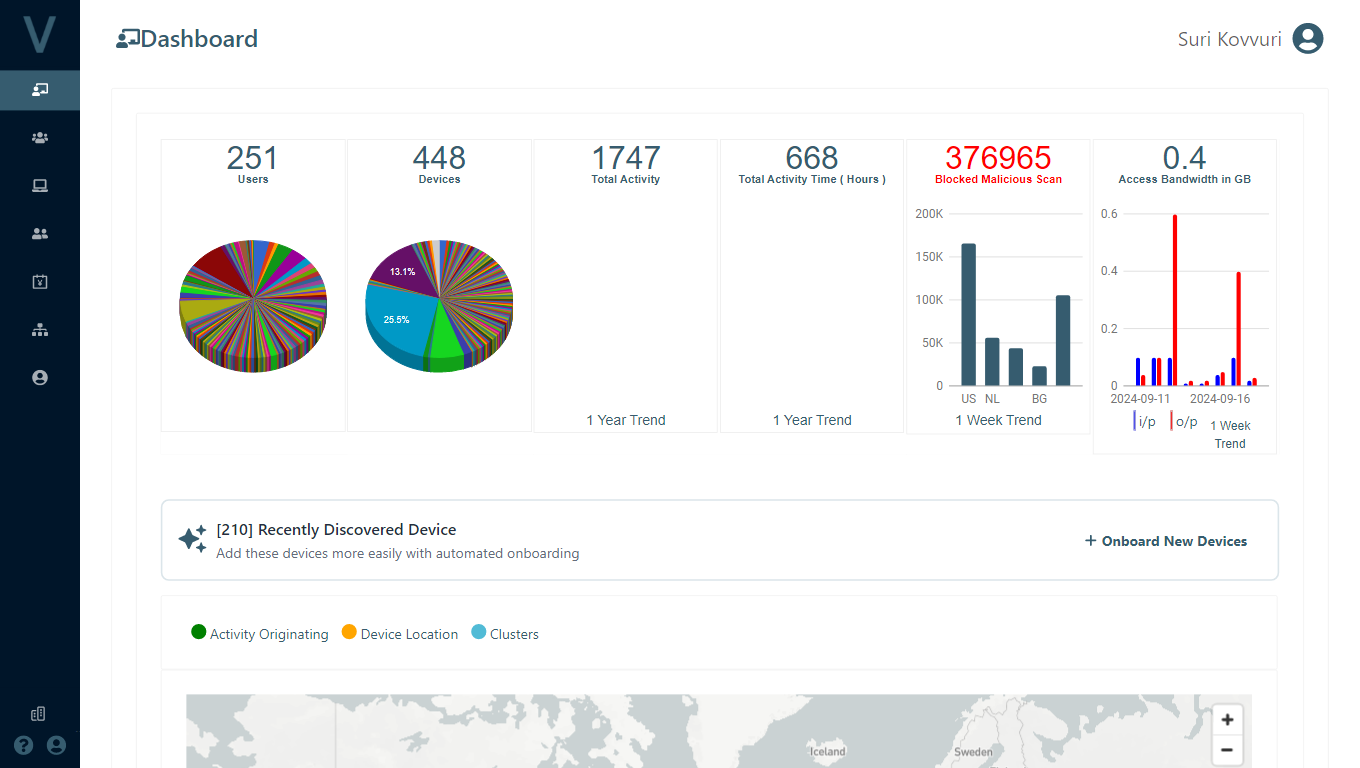 V
Dashboard
Suri Kovvuri
251
Users
448
Devices
13.1%
25.5%
1747
Total Activity
1 Year Trend
668
Total Activity Time ( Hours )
1 Year Trend
376965
Blocked Malicious Scan
200K
150K
100K
50K
0
US NL BG
1 Week Trend
0.4
Access Bandwidth in GB
0.6
0.4
0.2
0
2024-09-11 2024-09-16
i/p o/p 1 Week
Trend
[210] Recently Discovered Device
Add these devices more easily with automated onboarding
+ Onboard New Devices
Activity Originating Device Location Clusters
Iceland
Sweden
+
−
?